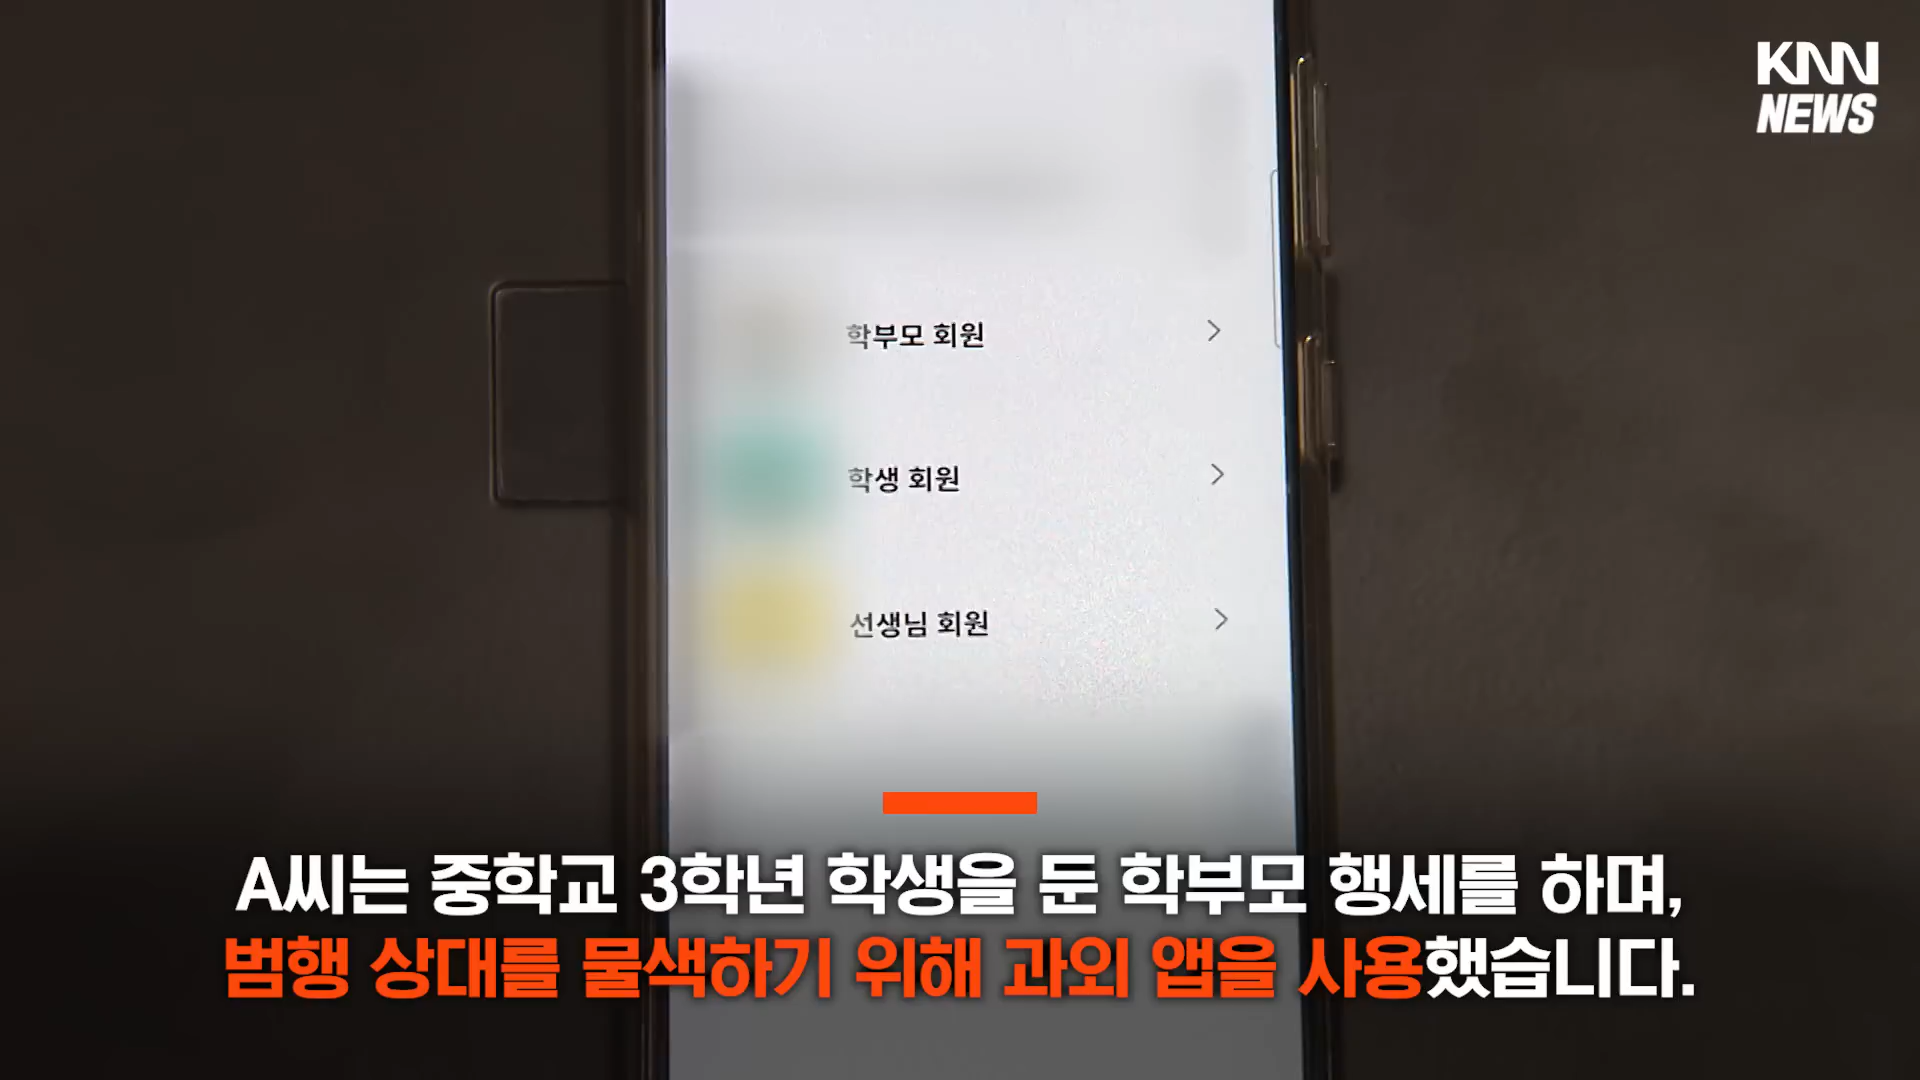 KNN
NEWS
학부모 회원
학생 회원
선생님 회원
A씨는 중학교 3학년 학생을 둔 학부모 행세를 하며,
범행 상대를 물색하기 위해 과외 앱을 사용했습니다.